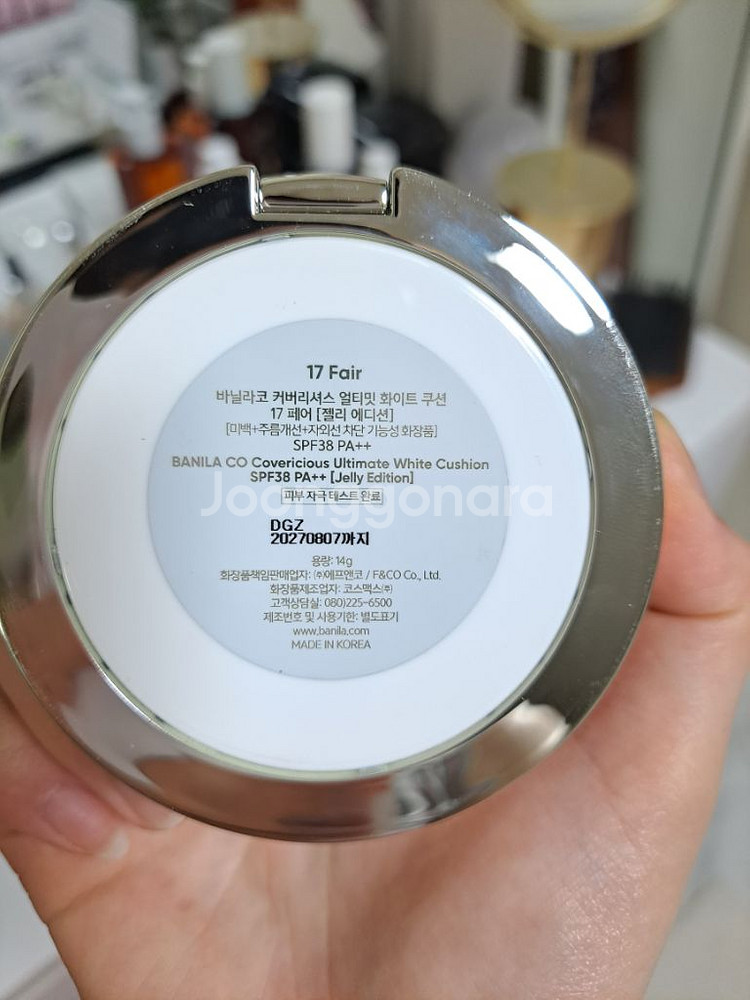 17 Fair
바닐라코 커버리셔스 얼티밋 화이트 쿠션
17 페어 [젤리 에디션]
[미백+주름개선+자외선 차단 기능성 화장품]
SPF38 PA++
BANILA CO Covericious Ultimate White Cushion
SPF38 PA++ [Jelly Edition]
피부 자극 테스트 완료
Joonggonara
DGZ
20270807까지
용량: 14g
화장품책임판매업자: ㈜에프앤코 / F&CO Co., Ltd.
화장품제조업자: 코스맥스㈜
고객상담실: 080)225-6500
제조번호 및 사용기한: 별도표기
www.banila.com
MADE IN KOREA